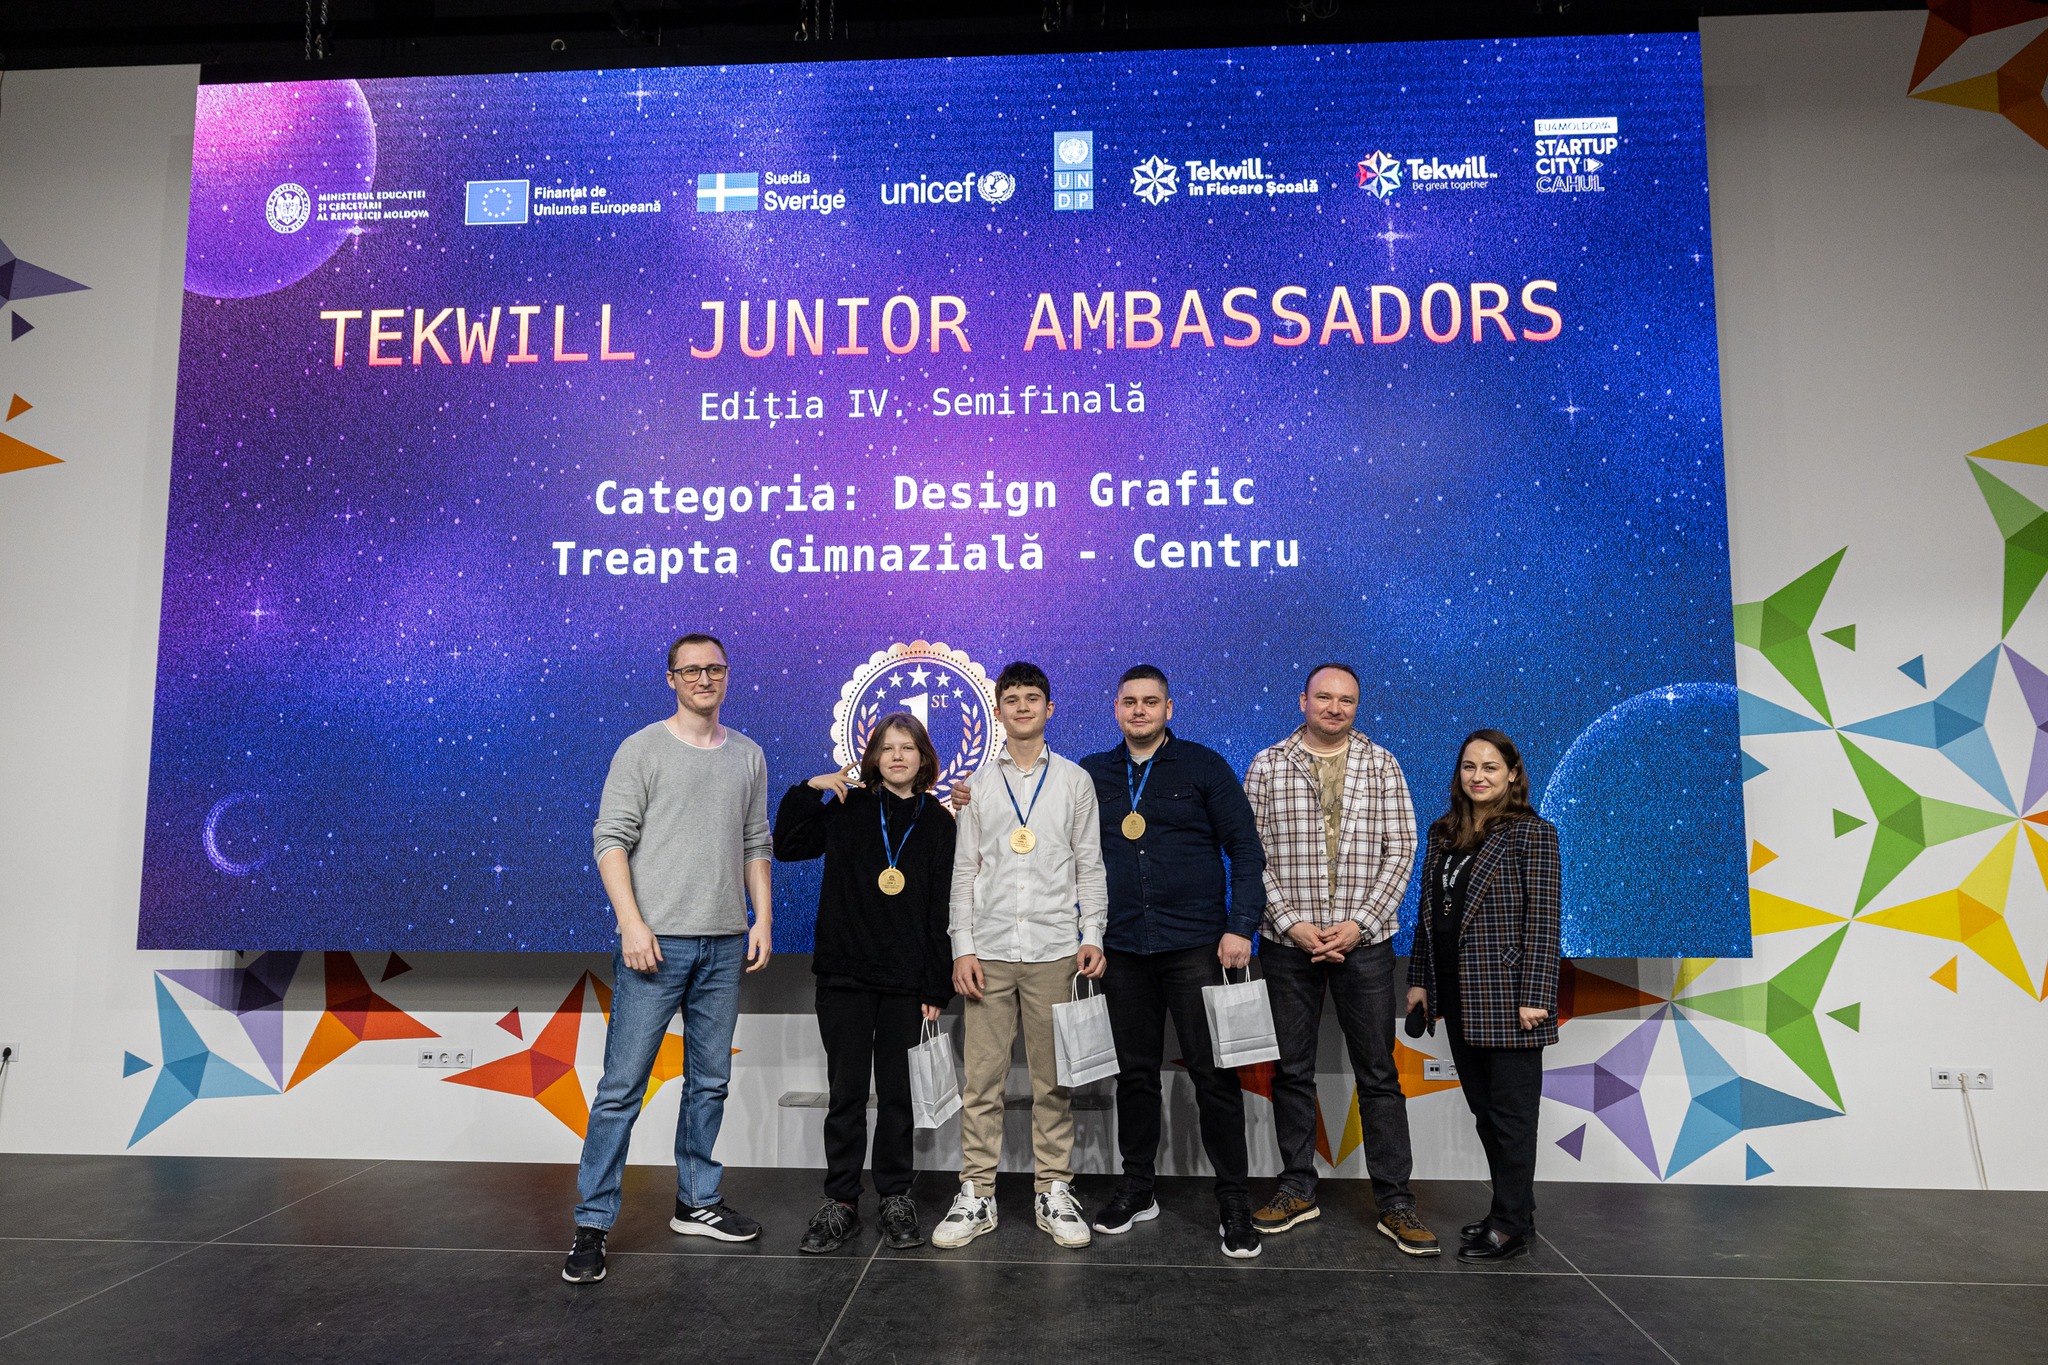 MINISTERUL EDUCAȚIEI
ȘI CERCETĂRII
AL REPUBLICII MOLDOVA
Finanțat de
Uniunea Europeană
Suedia
Sverige
unicef
U N
D P
Tekwill
în Fiecare Școală
Tekwill
Be great together
EU4MOLDOVA
STARTUP
CITY
CAHUL
TEKWILL JUNIOR AMBASSADORS
Ediția IV. Semifinală
Categoria: Design Grafic
Treapta Gimnazială - Centru
1st